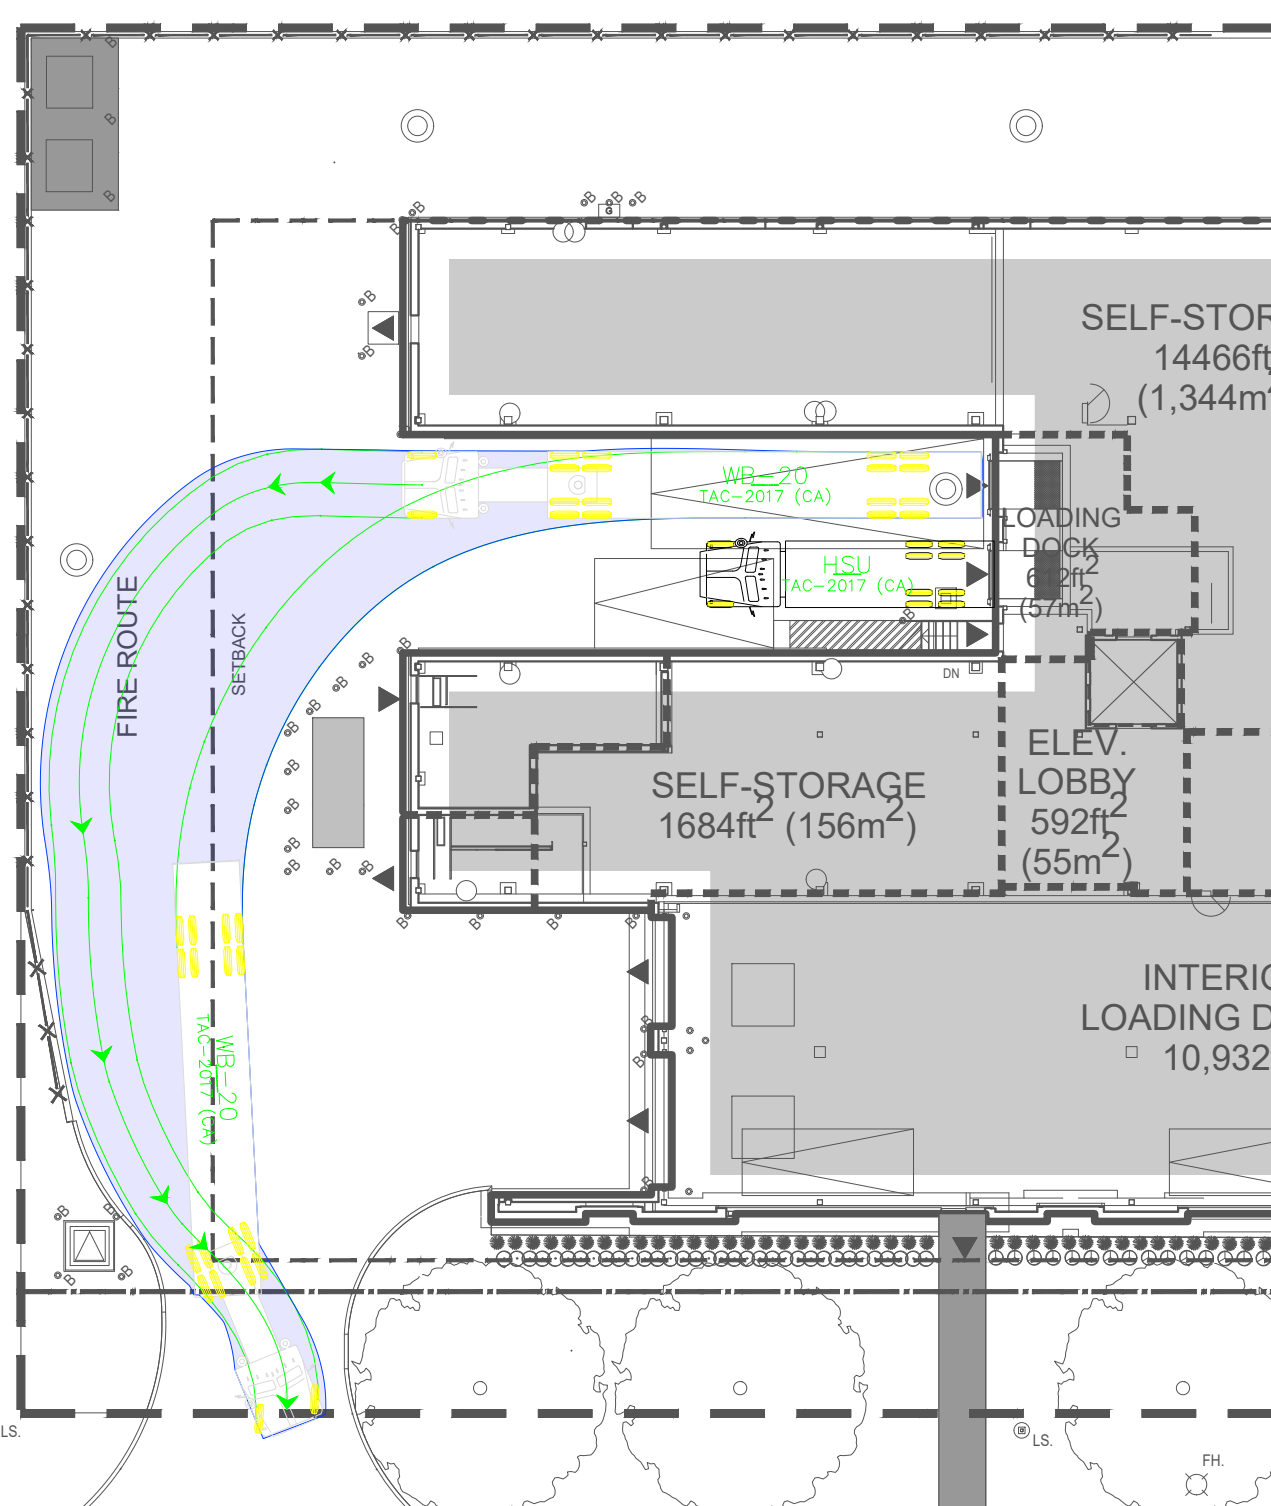 B
B
B
B
B
G
B
B
B
B
B
SELF-STOR
14466ft
(1,344m²
WB-20
TAC-2017 (CA)
LOADING
DOCK
612ft²
(57m²)
HSU
TAC-2017 (CA)
FIRE ROUTE
SETBACK
B
B
B
B
B
B
B
B
B
B
B
DN
ELEV.
LOBBY
592ft²
(55m²)
SELF-STORAGE
1684ft² (156m²)
B
B
B
B
B
B
B
WB-20
TAC-2017 (CA)
INTERIO
LOADING D
10,932
B
B
B
B
LS.
LS.
FH.